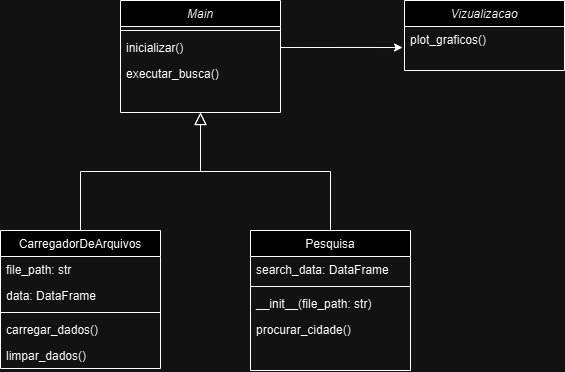 Main
inicializar()
executar_busca()
Vizualizacao
plot_graficos()
CarregadorDeArquivos
file_path: str
data: DataFrame
carregar_dados()
limpar_dados()
Pesquisa
search_data: DataFrame
__init__(file_path: str)
procurar_cidade()